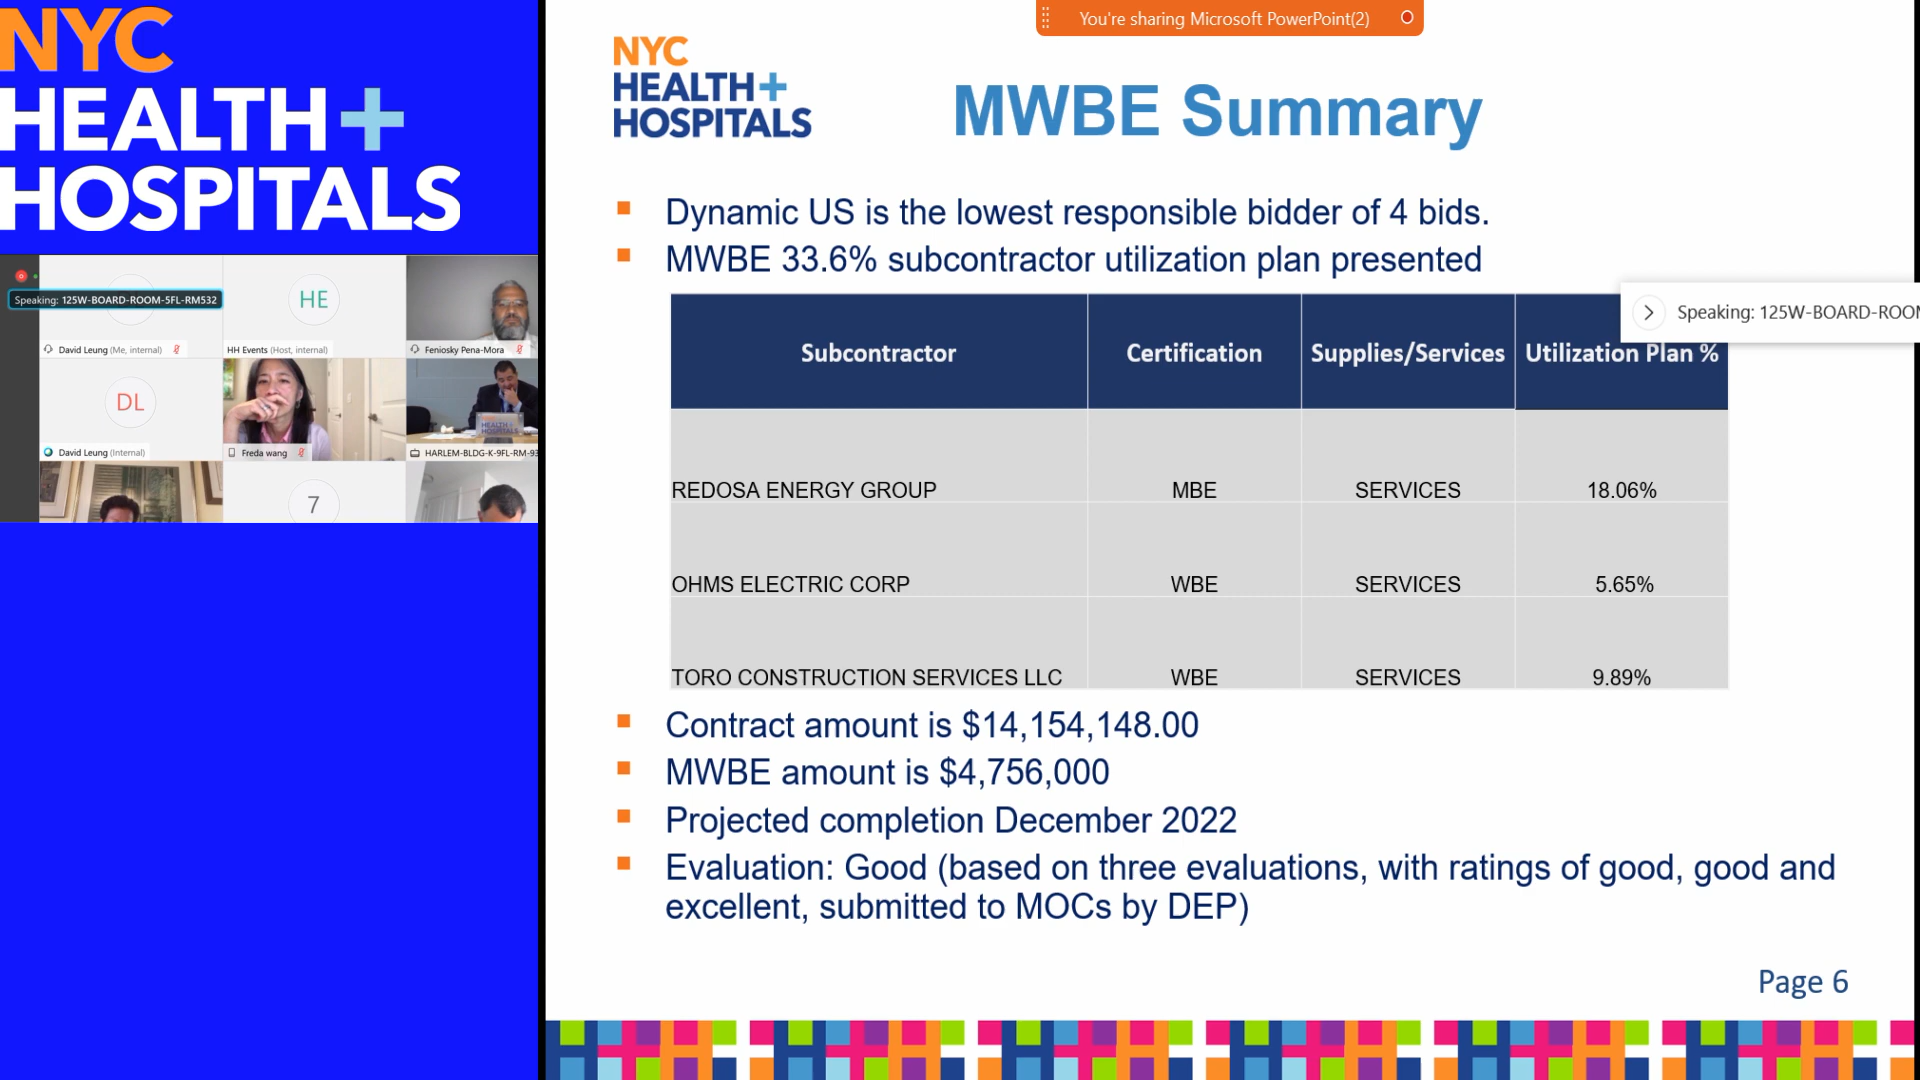 NYC
HEALTH+
HOSPITALS
Speaking: 125W-BOARD-ROOM-5FL-RM532
HE
David Leung (Me, internal)
HH Events (Host, internal)
Feniosky Pena-Mora
DL
David Leung (Internal)
Freda wang
HEALTH+
HOSPITALS
HARLEM-BLDG-K-9FL-RM-93
7
You're sharing Microsoft PowerPoint(2)
NYC
HEALTH+
HOSPITALS
MWBE Summary
Dynamic US is the lowest responsible bidder of 4 bids.
MWBE 33.6% subcontractor utilization plan presented
Speaking: 125W-BOARD-ROOM
Subcontractor Certification Supplies/Services Utilization Plan %
REDOSA ENERGY GROUP MBE SERVICES 18.06%
OHMS ELECTRIC CORP WBE SERVICES 5.65%
TORO CONSTRUCTION SERVICES LLC WBE SERVICES 9.89%
Contract amount is $14,154,148.00
MWBE amount is $4,756,000
Projected completion December 2022
Evaluation: Good (based on three evaluations, with ratings of good, good and
excellent, submitted to MOCs by DEP)
Page 6